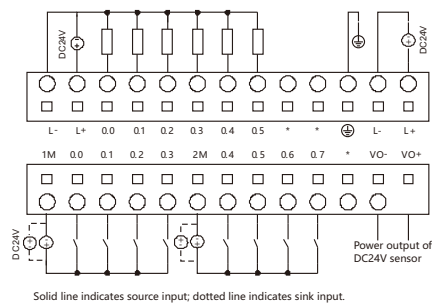 DC24V
DC24V
L- L+ 0.0 0.1 0.2 0.3 0.4 0.5 * * L- L+
1M 0.0 0.1 0.2 0.3 2M 0.4 0.5 0.6 0.7 * VO- VO+
DC24V
Power output of
DC24V sensor
Solid line indicates source input; dotted line indicates sink input.